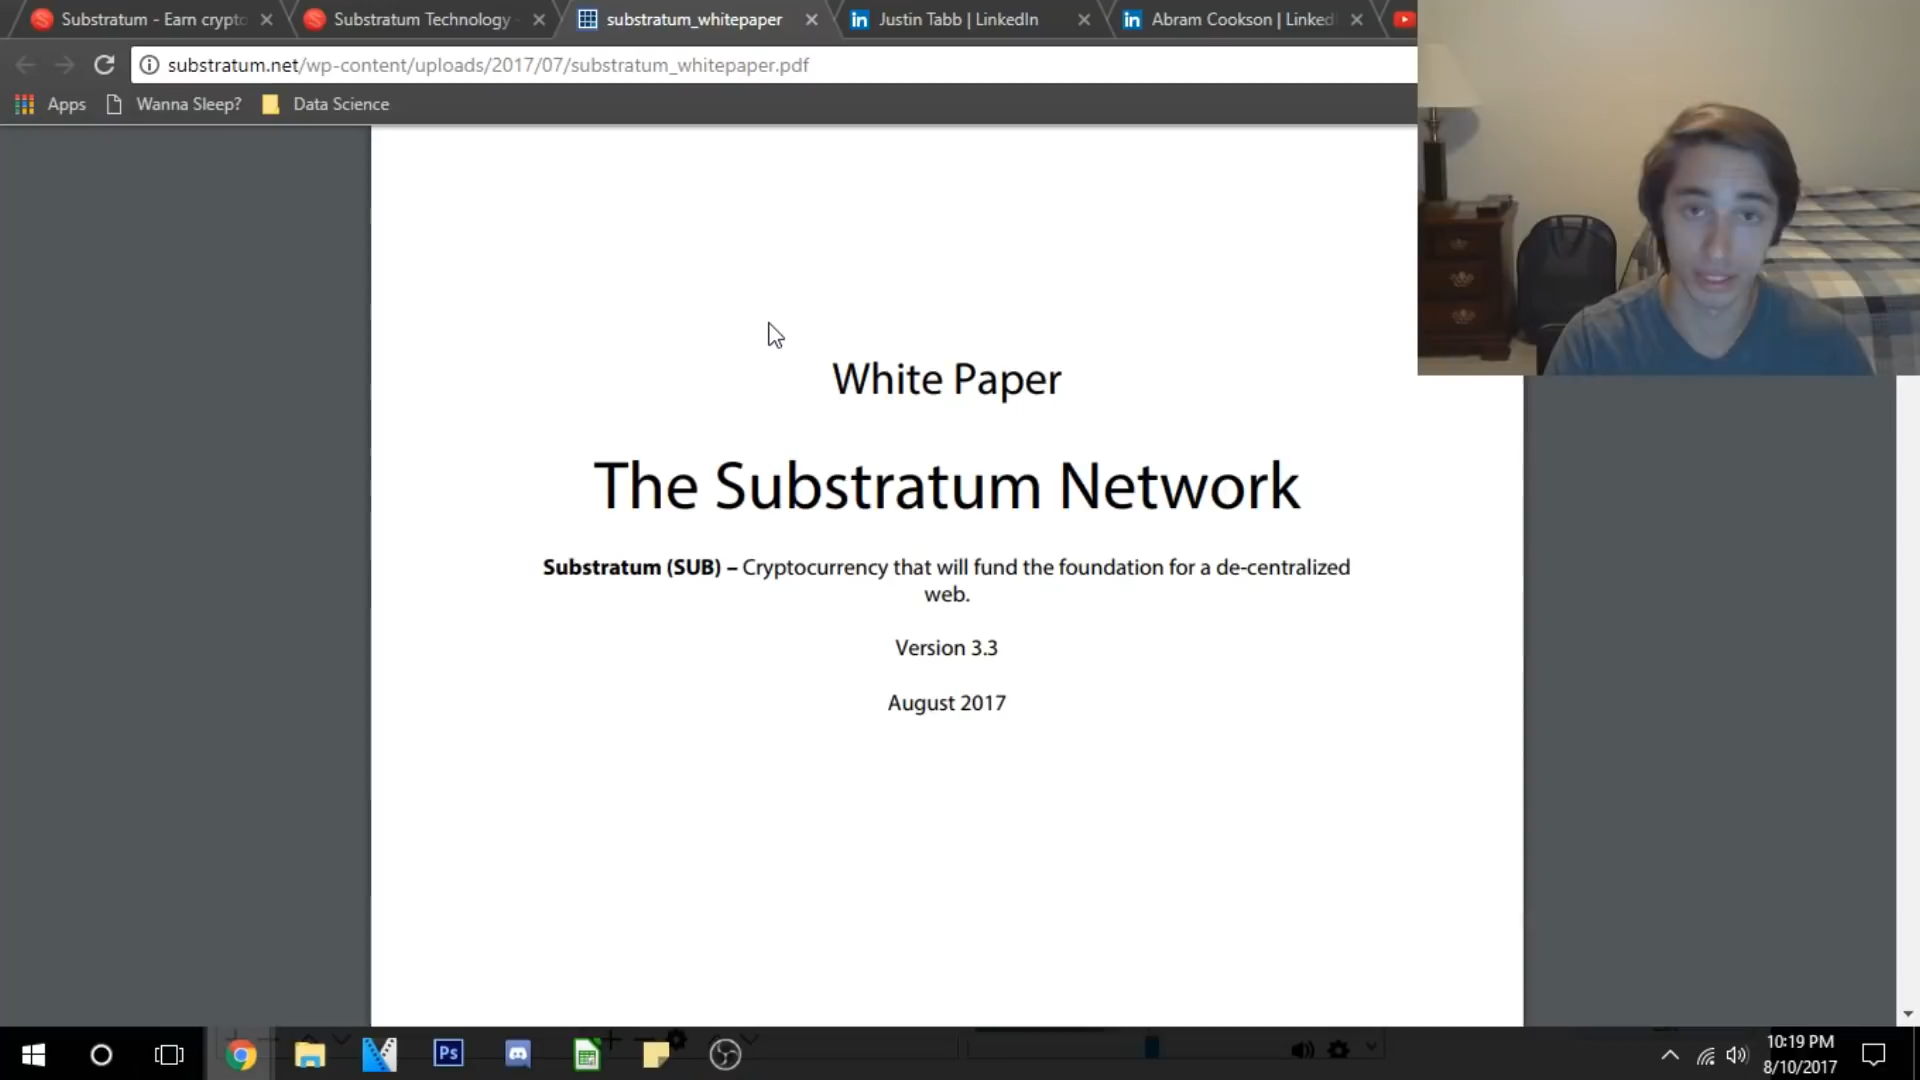 Substratum - Earn crypto
Substratum Technology
substratum_whitepaper
Justin Tabb | LinkedIn
Abram Cookson | Linked
substratum.net/wp-content/uploads/2017/07/substratum_whitepaper.pdf
Apps
Wanna Sleep?
Data Science
White Paper
The Substratum Network
Substratum (SUB) – Cryptocurrency that will fund the foundation for a de-centralized
web.
Version 3.3
August 2017
Ps
10:19 PM
8/10/2017